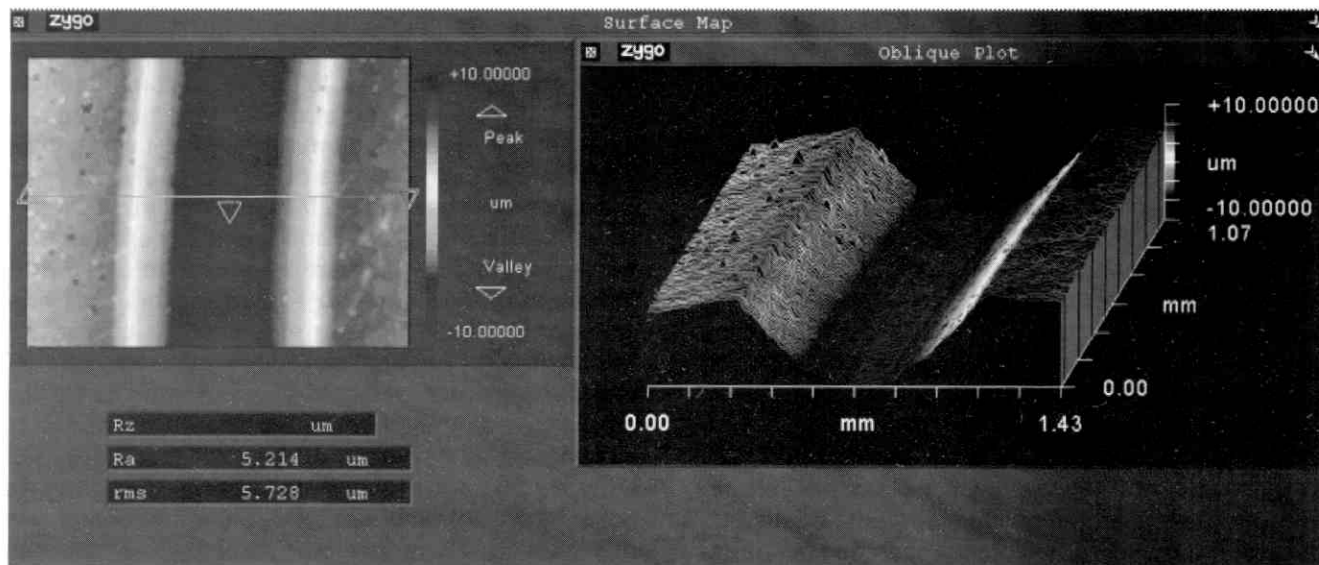 zygo
Surface Map
+10.00000
Peak
um
Valley
-10.00000
Rz um
Ra 5.214 um
rms 5.728 um
zygo
Oblique Plot
+10.00000
um
-10.00000
1.07
mm
0.00
0.00 mm 1.43